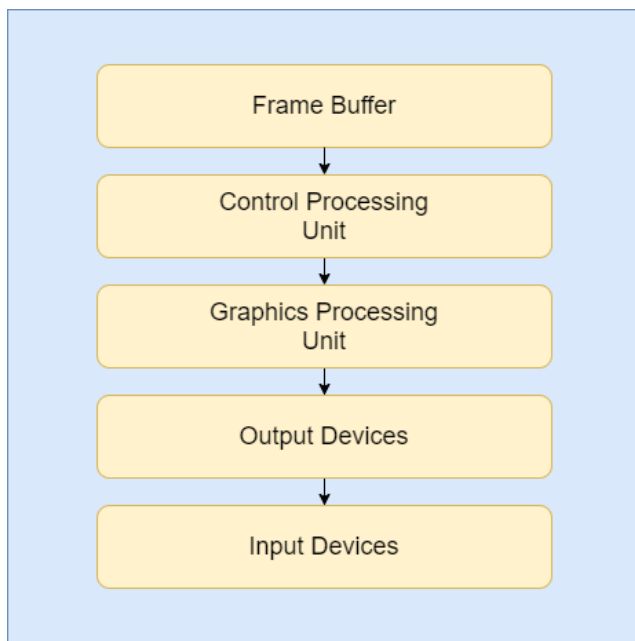 Frame Buffer
Control Processing
Unit
Graphics Processing
Unit
Output Devices
Input Devices